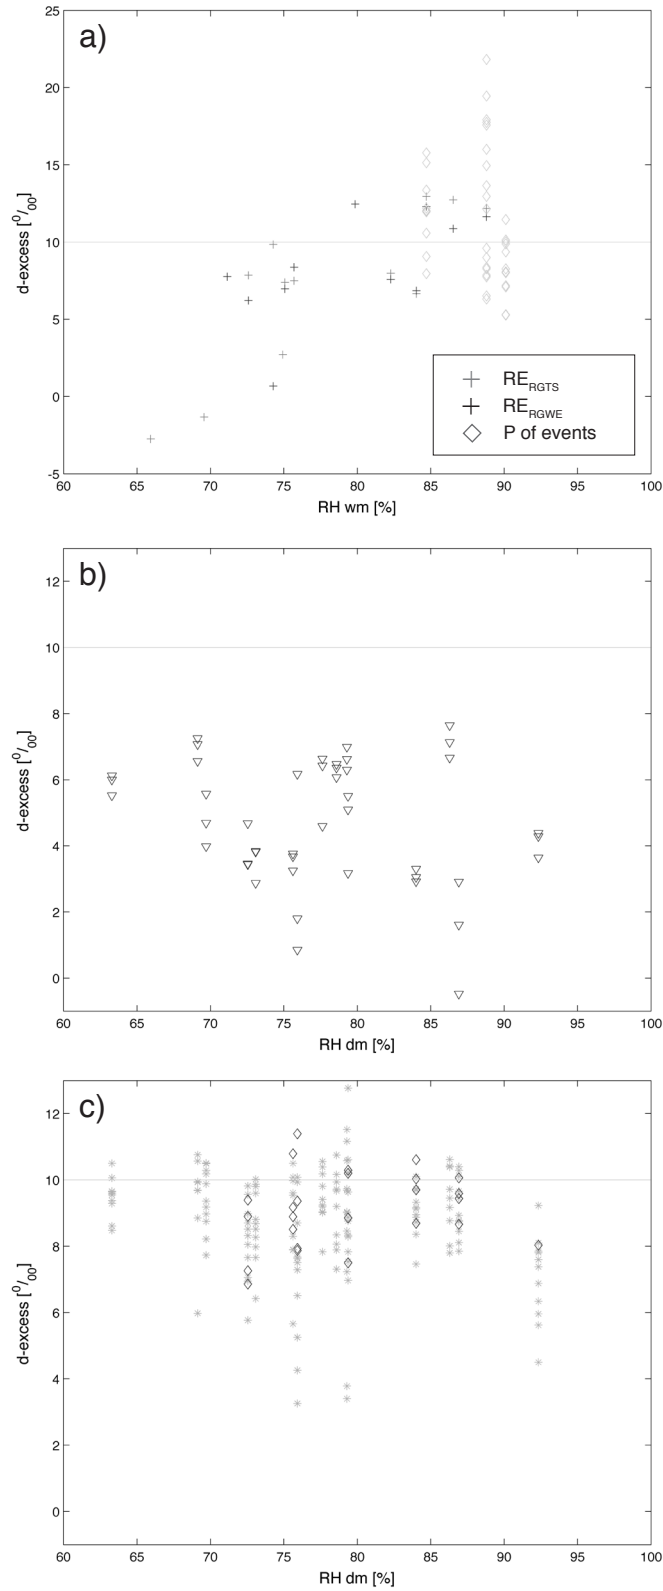 a)
25
20
15
10
5
0
-5
d-excess [0/00]
RE_RGTS
RE_RGWE
P of events
60 65 70 75 80 85 90 95 100
RH wm [%]
b)
12
10
8
6
4
2
0
d-excess [0/00]
60 65 70 75 80 85 90 95 100
RH dm [%]
c)
12
10
8
6
4
2
0
d-excess [0/00]
60 65 70 75 80 85 90 95 100
RH dm [%]